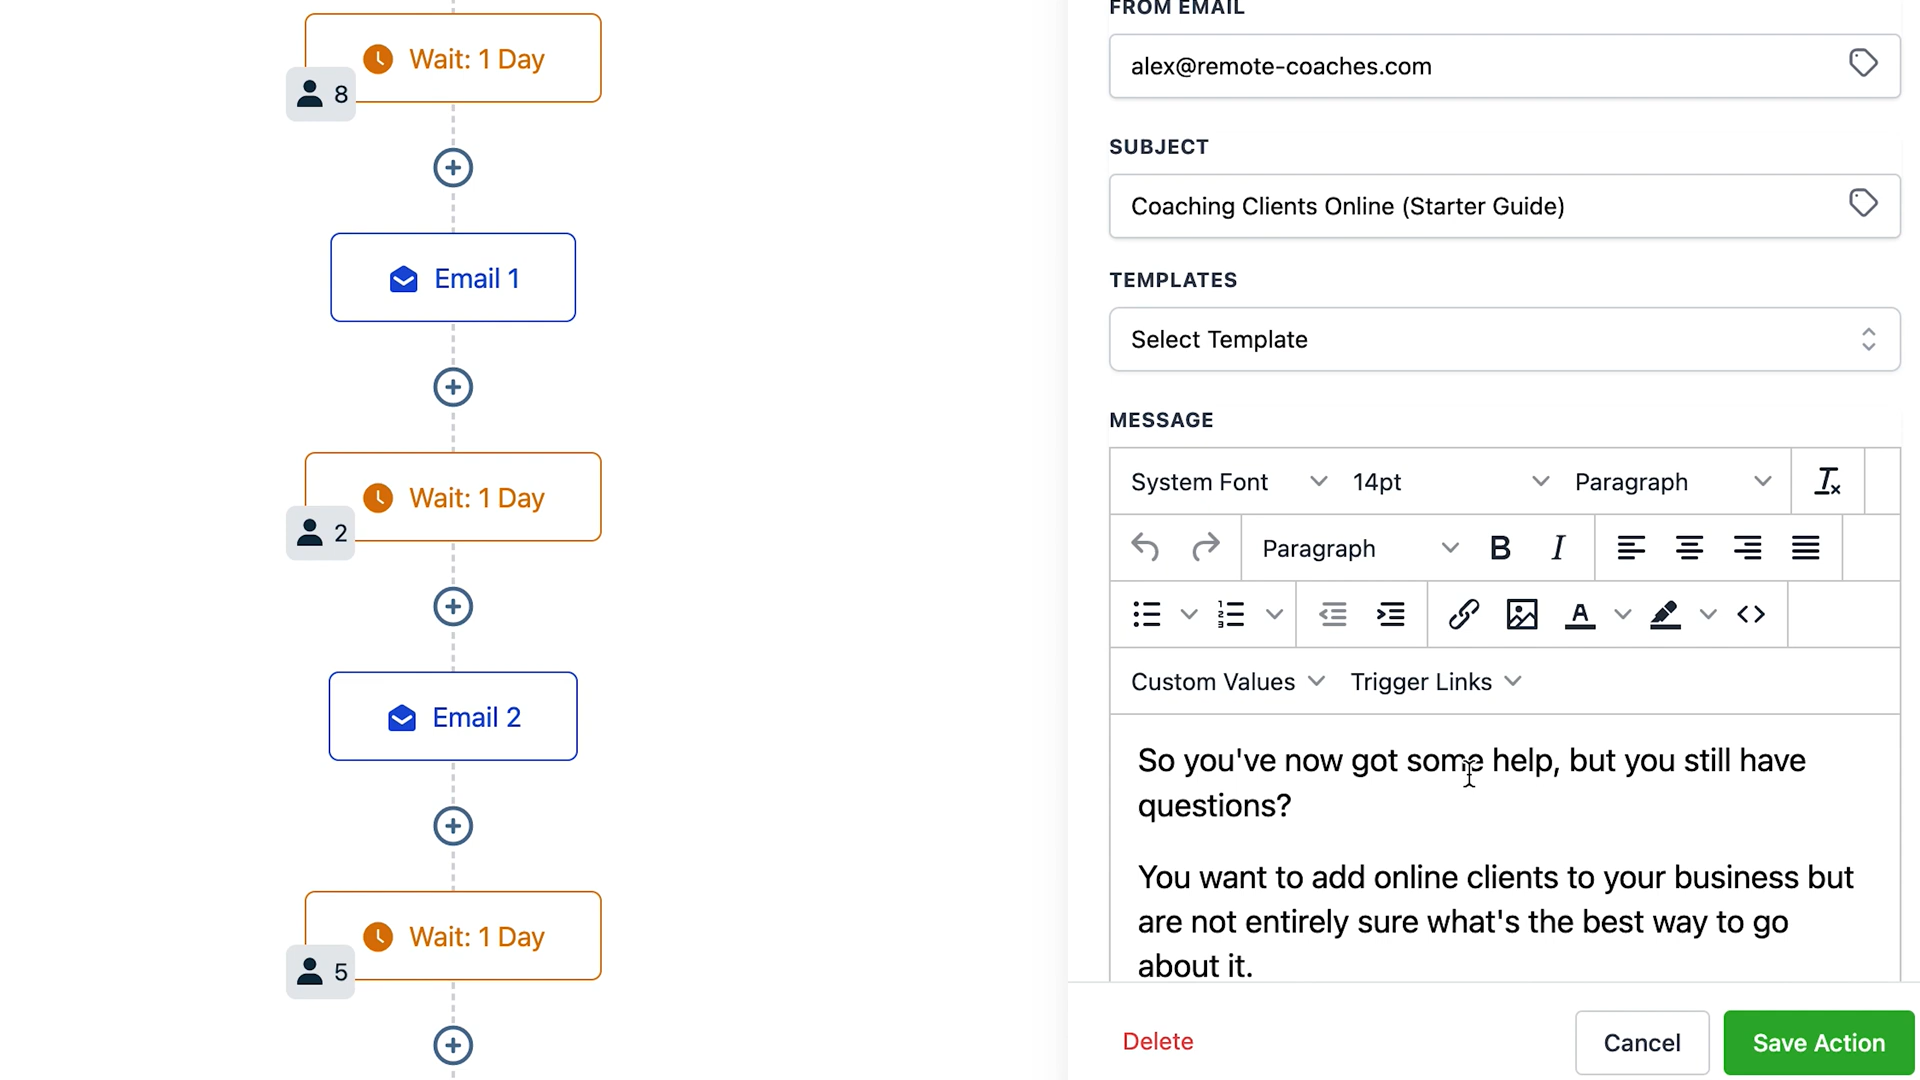 Wait: 1 Day
8
Email 1
Wait: 1 Day
2
Email 2
Wait: 1 Day
5
FROM EMAIL
alex@remote-coaches.com
SUBJECT
Coaching Clients Online (Starter Guide)
TEMPLATES
Select Template
MESSAGE
System Font 14pt Paragraph
Paragraph B I
A
Custom Values Trigger Links
So you've now got some help, but you still have
questions?
You want to add online clients to your business but
are not entirely sure what's the best way to go
about it.
Delete Cancel Save Action